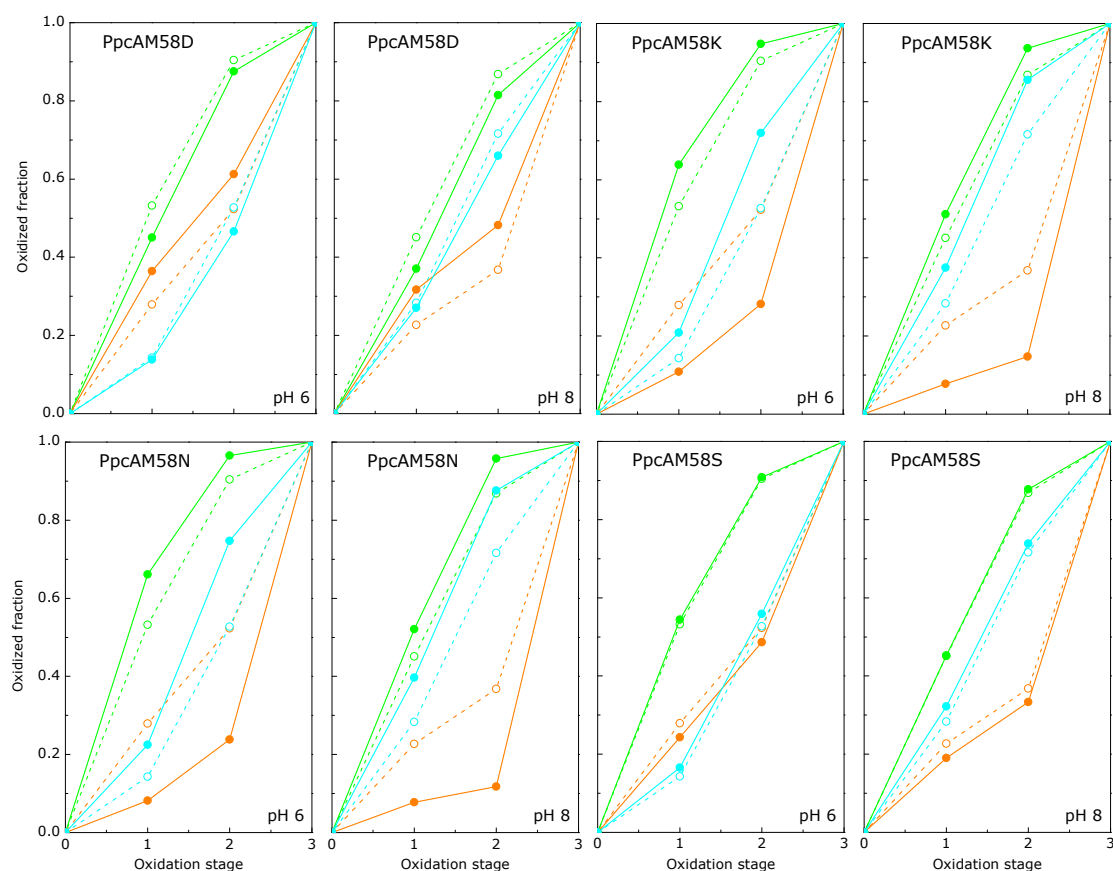 PpcAM58D PpcAM58D PpcAM58K PpcAM58K
1.0
0.8
0.6
Oxidized fraction
0.4
0.2
0.0
pH 6 pH 8 pH 6 pH 8
PpcAM58N PpcAM58N PpcAM58S PpcAM58S
1.0
0.8
0.6
Oxidized fraction
0.4
0.2
0.0
pH 6 pH 8 pH 6 pH 8
0 1 2 3 0 1 2 3 0 1 2 3 0 1 2 3
Oxidation stage Oxidation stage Oxidation stage Oxidation stage